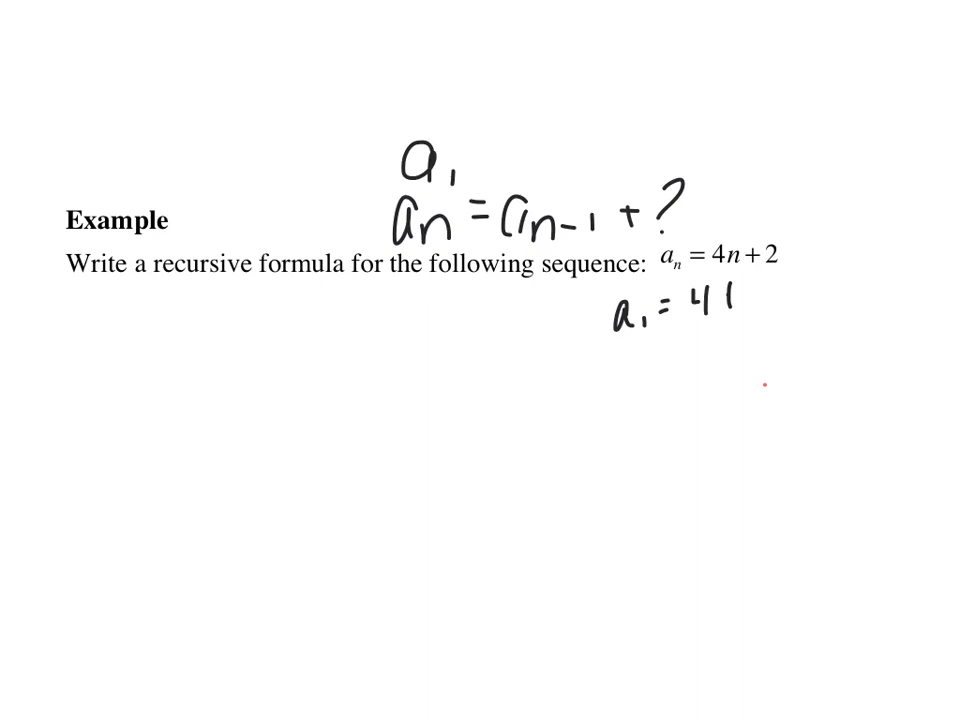 a₁
aₙ = aₙ₋₁ + ?
Example
Write a recursive formula for the following sequence: aₙ = 4n + 2
a₁ = 4(